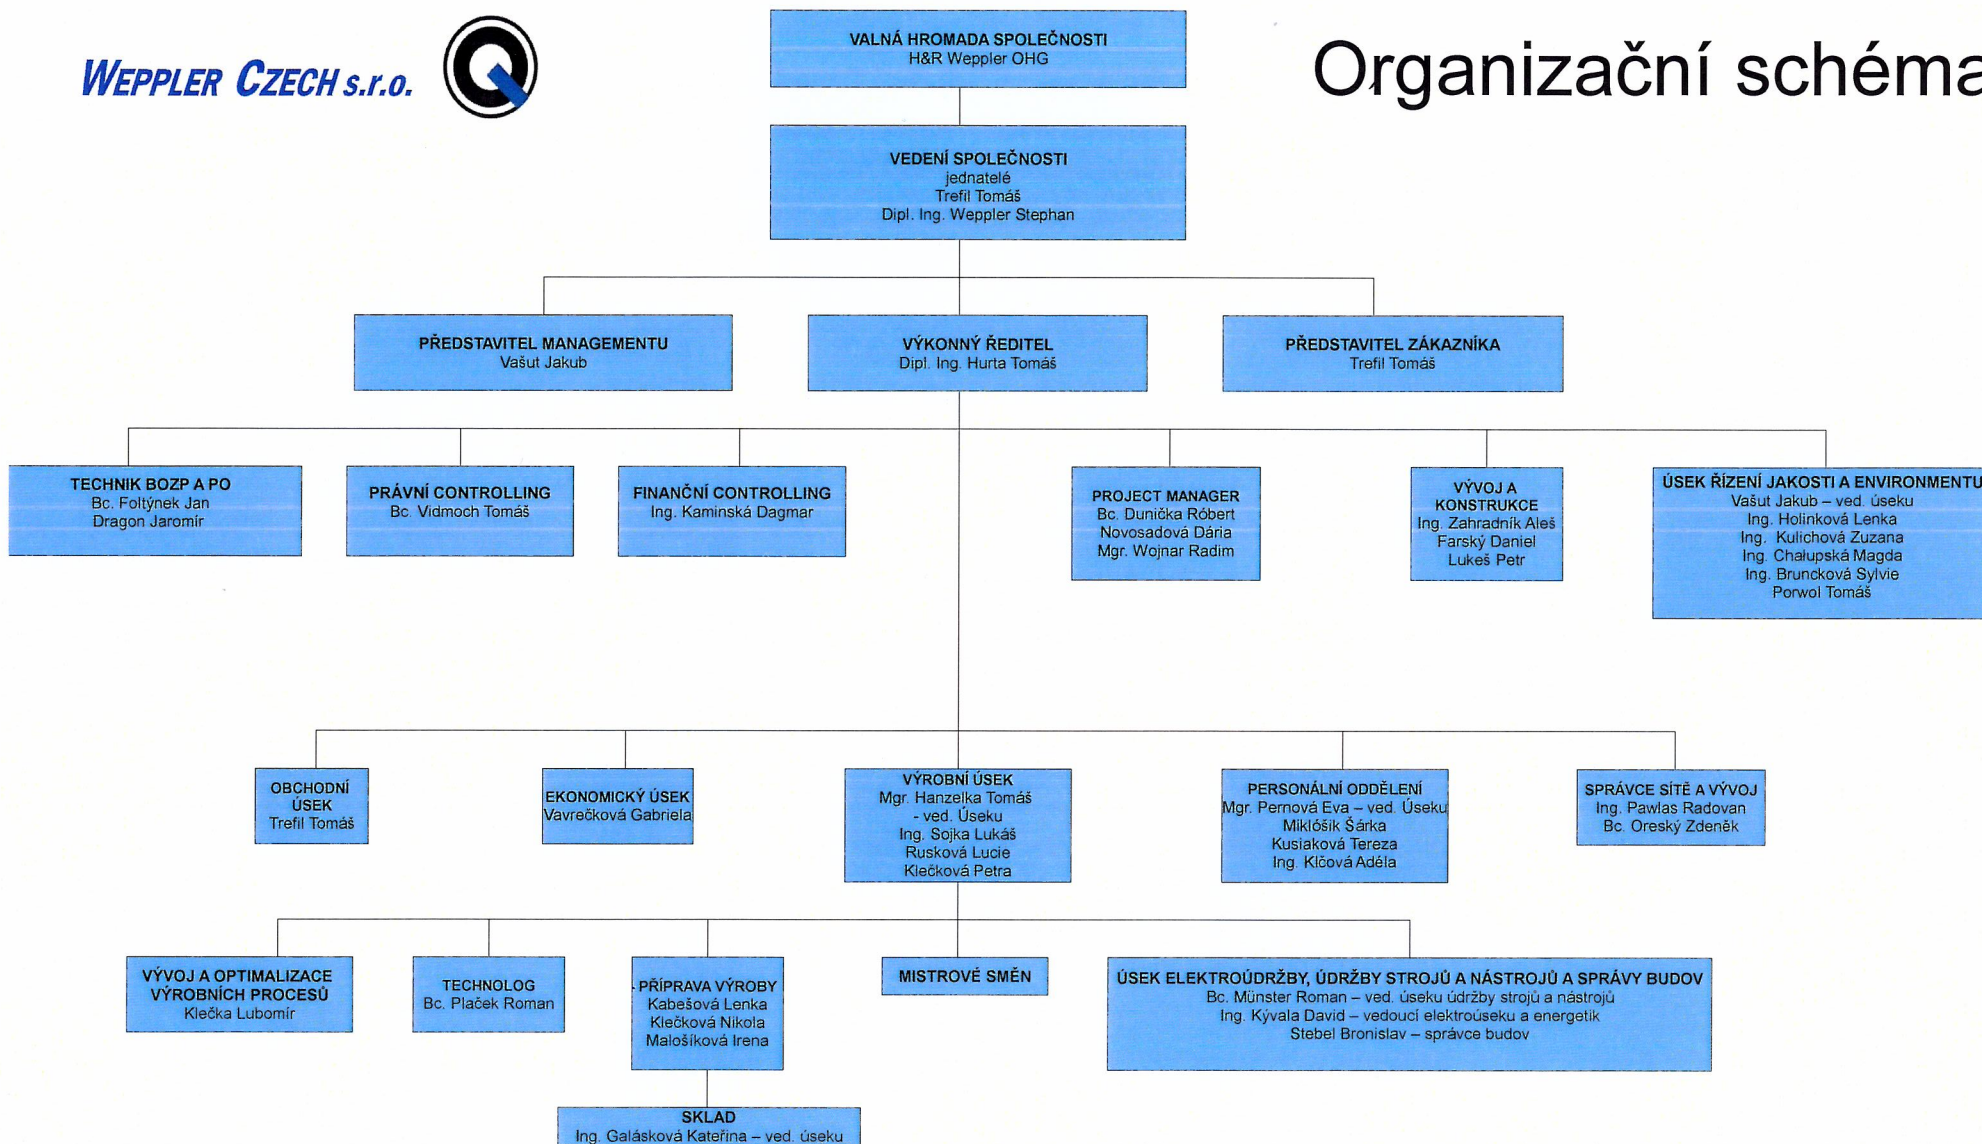 WEPPLER CZECH s.r.o.
Organizační schéma
VALNÁ HROMADA SPOLEČNOSTI
H&R Weppler OHG
VEDENÍ SPOLEČNOSTI
jednatelé
Trefil Tomáš
Dipl. Ing. Weppler Stephan
PŘEDSTAVITEL MANAGEMENTU
Vašut Jakub
VÝKONNÝ ŘEDITEL
Dipl. Ing. Hurta Tomáš
PŘEDSTAVITEL ZÁKAZNÍKA
Trefil Tomáš
TECHNIK BOZP A PO
Bc. Foltýnek Jan
Dragon Jaromír
PRÁVNÍ CONTROLLING
Bc. Vidmoch Tomáš
FINANČNÍ CONTROLLING
Ing. Kaminská Dagmar
PROJECT MANAGER
Bc. Dunička Róbert
Novosadová Dária
Mgr. Wojnar Radim
VÝVOJ A
KONSTRUKCE
Ing. Zahradník Aleš
Farský Daniel
Lukeš Petr
ÚSEK ŘÍZENÍ JAKOSTI A ENVIRONMENTU
Vašut Jakub – ved. úseku
Ing. Holinková Lenka
Ing. Kulichová Zuzana
Ing. Chałupská Magda
Ing. Bruncková Sylvie
Porwol Tomáš
OBCHODNÍ
ÚSEK
Trefil Tomáš
EKONOMICKÝ ÚSEK
Vavrečková Gabriela
VÝROBNÍ ÚSEK
Mgr. Hanzelka Tomáš
- ved. Úseku
Ing. Sojka Lukáš
Rusková Lucie
Klečková Petra
PERSONÁLNÍ ODDĚLENÍ
Mgr. Pernová Eva – ved. Úseku
Miklóšik Šárka
Kusiaková Tereza
Ing. Klčová Adéla
SPRÁVCE SÍTĚ A VÝVOJ
Ing. Pawlas Radovan
Bc. Oreský Zdeněk
VÝVOJ A OPTIMALIZACE
VÝROBNÍCH PROCESŮ
Klečka Lubomír
TECHNOLOG
Bc. Plaček Roman
PŘÍPRAVA VÝROBY
Kabešová Lenka
Klečková Nikola
Malošíková Irena
MISTROVÉ SMĚN
ÚSEK ELEKTROÚDRŽBY, ÚDRŽBY STROJŮ A NÁSTROJŮ A SPRÁVY BUDOV
Bc. Münster Roman – ved. úseku údržby strojů a nástrojů
Ing. Kývala David – vedoucí elektroúseku a energetik
Stebel Bronislav – správce budov
SKLAD
Ing. Galásková Kateřina – ved. úseku